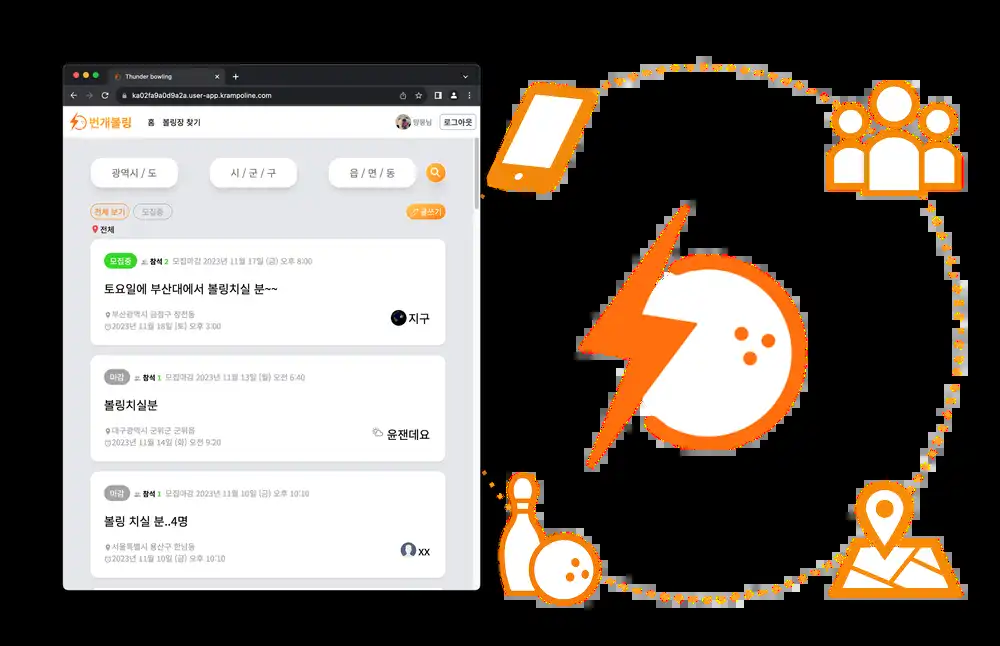 Thunder bowling
ka02fa9a0d9a2a.user-app.krampoline.com
번개볼링 홈 볼링장 찾기 로그아웃
광역시 / 도 시 / 군 / 구 읍 / 면 / 동
전체 보기 모집중 글쓰기
전체
모집중 참석 2 모집마감 2023년 11월 17일 (금) 오후 8:00
토요일에 부산대에서 볼링치실 분~~
부산광역시 금정구 장전동
2023년 11월 18일 (토) 오후 3:00
지구
마감 참석 1 모집마감 2023년 11월 13일 (월) 오전 6:40
볼링치실분
대구광역시 군위군 군위읍
2023년 11월 14일 (화) 오전 9:20
윤잰데요
마감 참석 1 모집마감 2023년 11월 10일 (금) 오후 10:10
볼링 치실 분..4명
서울특별시 용산구 한남동
2023년 11월 10일 (금) 오후 10:10
xx